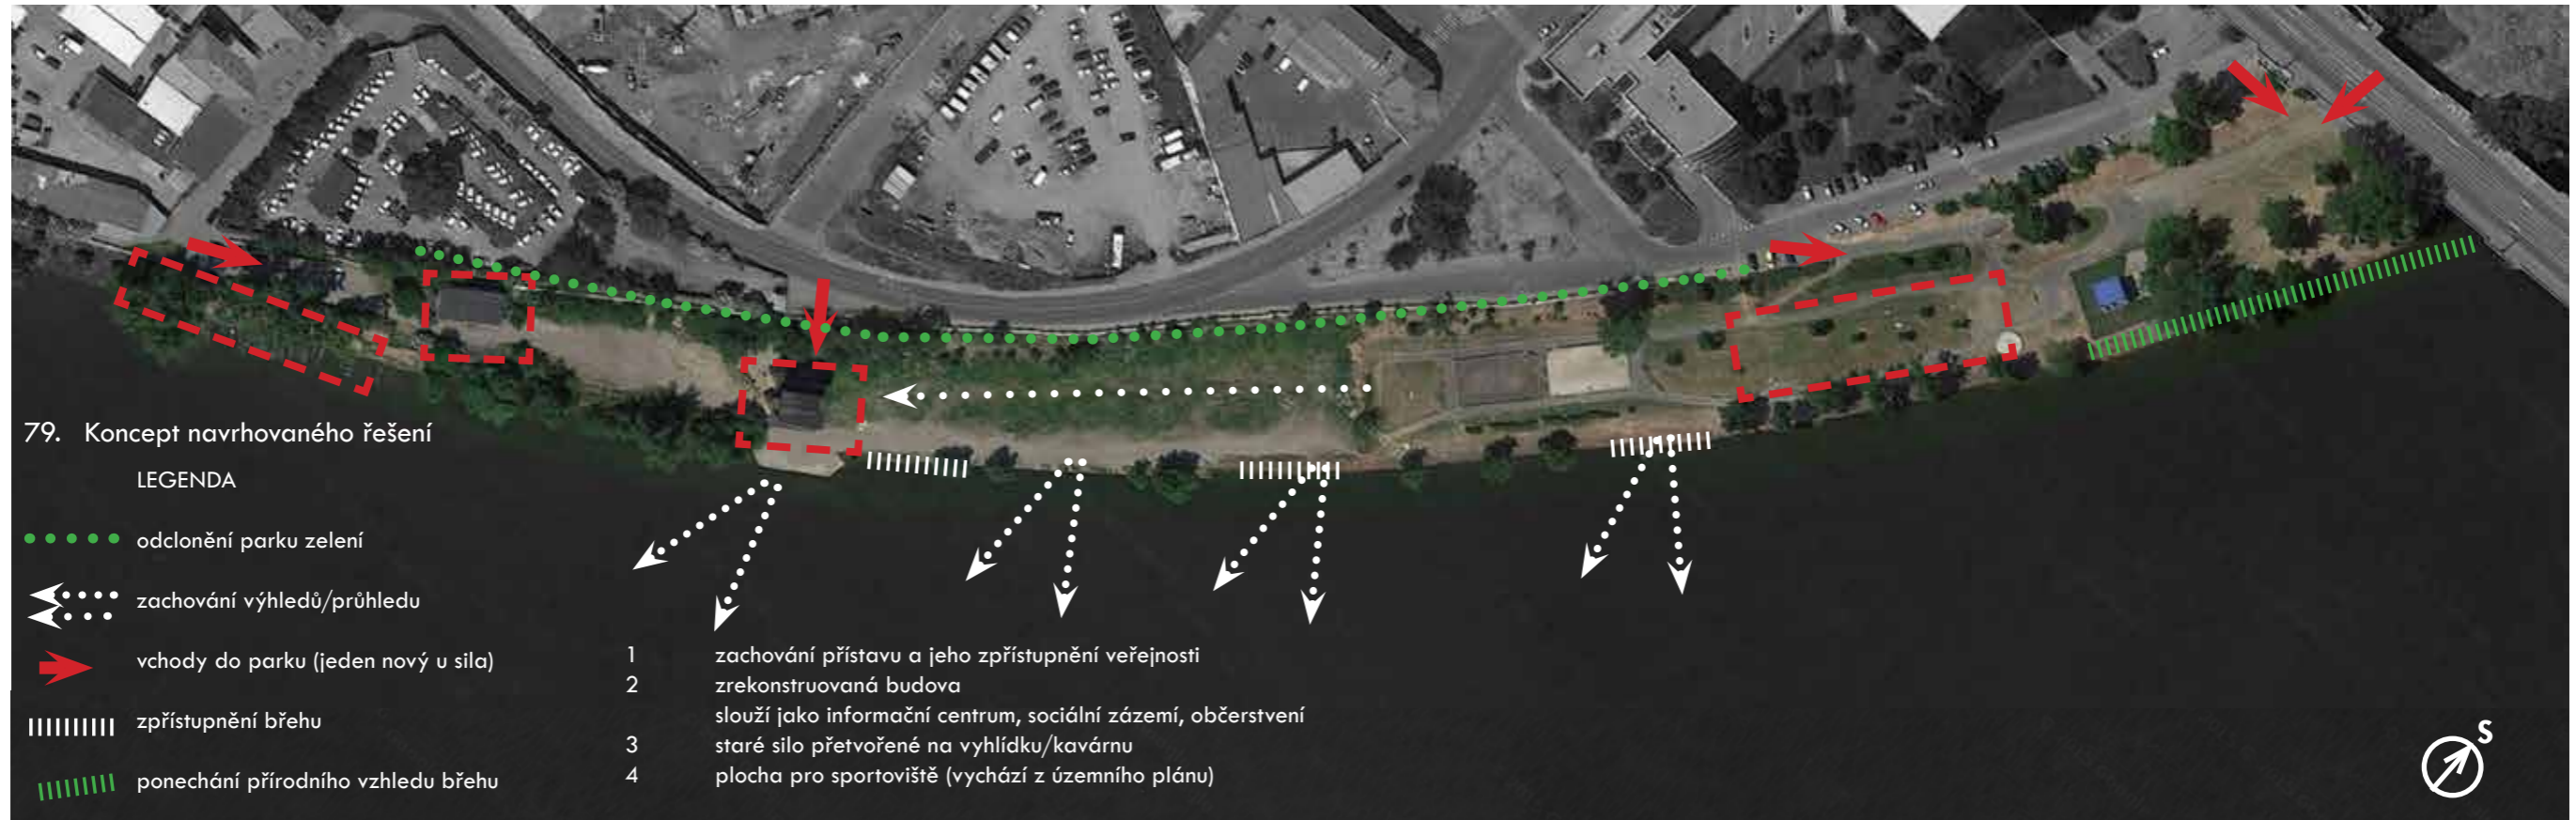 79. Koncept navrhovaného řešení
LEGENDA
odclonění parku zelení
zachování výhledů/průhledu
vchody do parku (jeden nový u sila)
zpřístupnění břehu
ponechání přírodního vzhledu břehu
1 zachování přístavu a jeho zpřístupnění veřejnosti
2 zrekonstruovaná budova
slouží jako informační centrum, sociální zázemí, občerstvení
3 staré silo přetvořené na vyhlídku/kavárnu
4 plocha pro sportoviště (vychází z územního plánu)
S